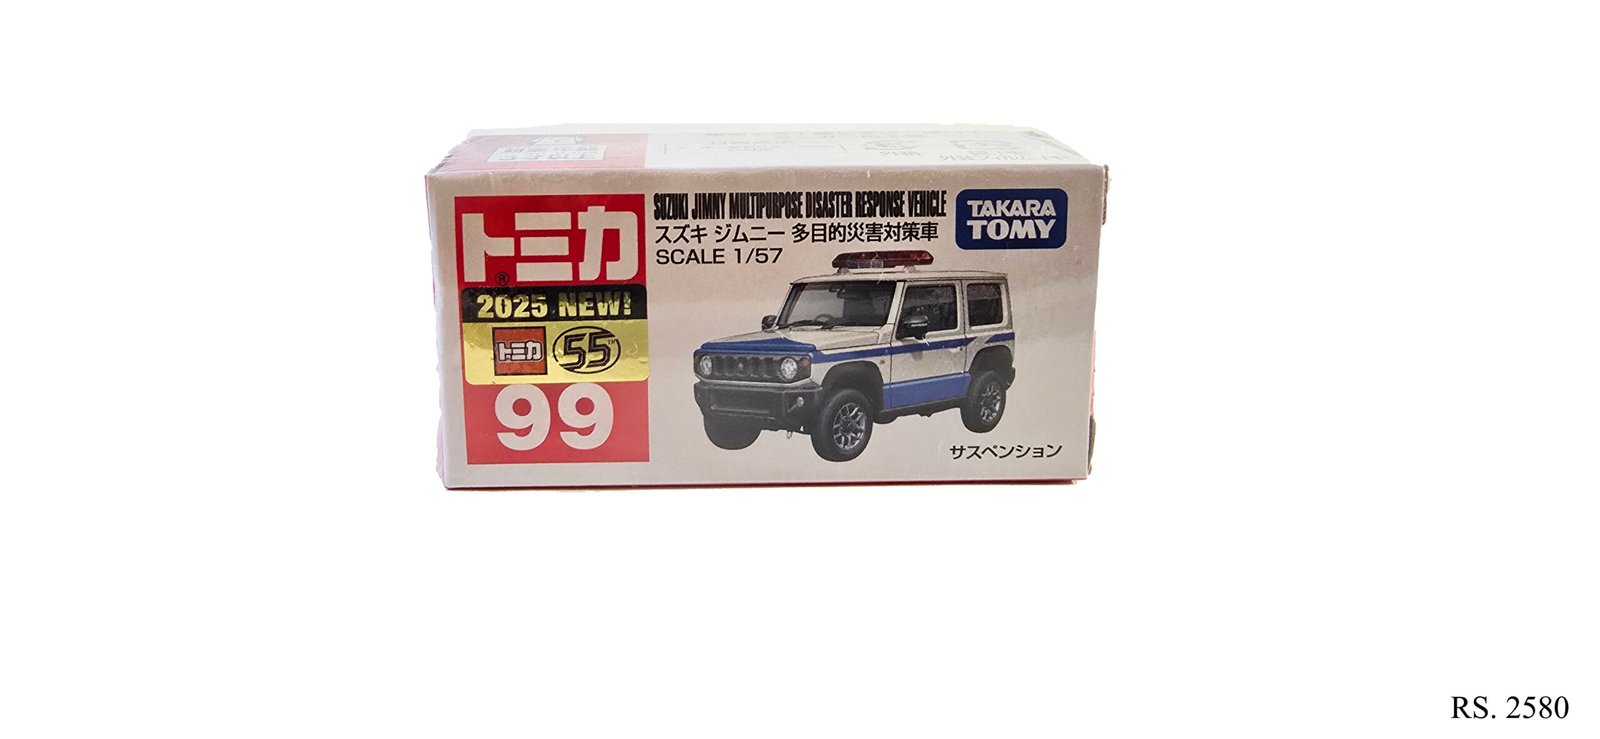 SUZUKI JIMNY MULTIPURPOSE DISASTER RESPONSE VEHICLE
スズキ ジムニー 多目的災害対策車
SCALE 1/57
TAKARA
TOMY
トミカ
®
2025 NEW!
トミカ 55TH
99
サスペンション
RS. 2580